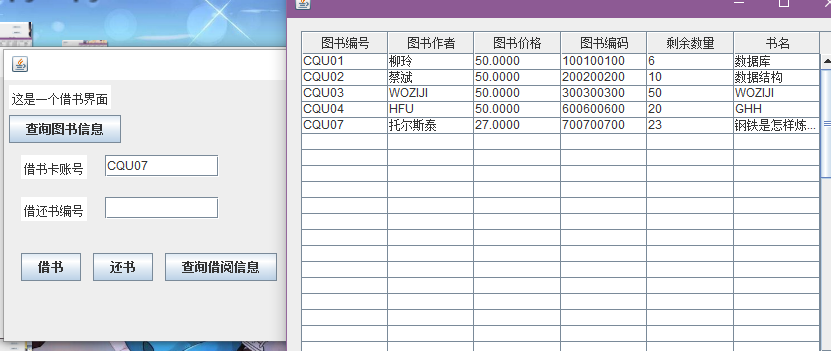 这是一个借书界面
查询图书信息
借书卡账号 CQU07
借还书编号
借书 还书 查询借阅信息
图书编号 图书作者 图书价格 图书编码 剩余数量 书名
CQU01 柳玲 50.0000 100100100 6 数据库
CQU02 蔡斌 50.0000 200200200 10 数据结构
CQU03 WOZIJI 50.0000 300300300 50 WOZIJI
CQU04 HFU 50.0000 600600600 20 GHH
CQU07 托尔斯泰 27.0000 700700700 23 钢铁是怎样炼...